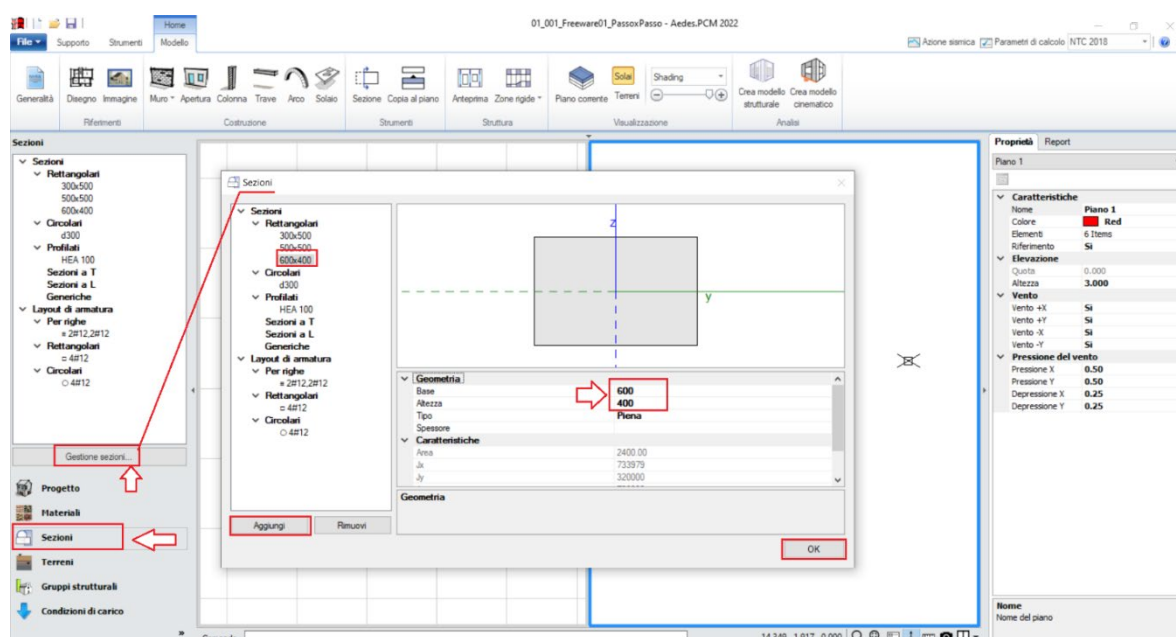 01_001_Freeware01_PassoxPasso - Aedes.PCM 2022
Home
File Supporto Strumenti Modello
Azione sismica Parametri di calcolo NTC 2018
Generalità Disegno Immagine Muro Apertura Colonna Trave Arco Solaio Sezione Copia al piano Anteprima Zone rigide Piano corrente Solai Terreni Shading Crea modello strutturale Crea modello cinematico
Riferimenti Costruzione Strumenti Struttura Visualizzazione Analisi
Sezioni
Sezioni
Rettangolari
300x500
500x500
600x400
Circolari
d300
Profilati
HEA 100
Sezioni a T
Sezioni a L
Generiche
Layout di armatura
Per righe
2#12,2#12
Rettangolari
4#12
Circolari
4#12
Gestione sezioni...
Progetto
Materiali
Sezioni
Terreni
Gruppi strutturali
Condizioni di carico
»
Sezioni
Sezioni
Rettangolari
300x500
500x500
600x400
Circolari
d300
Profilati
HEA 100
Sezioni a T
Sezioni a L
Generiche
Layout di armatura
Per righe
2#12,2#12
Rettangolari
4#12
Circolari
4#12
Aggiungi Rimuovi
z
y
Geometria
Base 600
Altezza 400
Tipo Piena
Spessore
Caratteristiche
Area 2400.00
Jx 733979
Jy 320000
Geometria
OK
Proprietà Report
Piano 1
Caratteristiche
Nome Piano 1
Colore Red
Elementi 6 Items
Riferimento Si
Elevazione
Quota 0.000
Altezza 3.000
Vento
Vento +X Si
Vento +Y Si
Vento -X Si
Vento -Y Si
Pressione del vento
Pressione X 0.50
Pressione Y 0.50
Depressione X 0.25
Depressione Y 0.25
Nome
Nome del piano